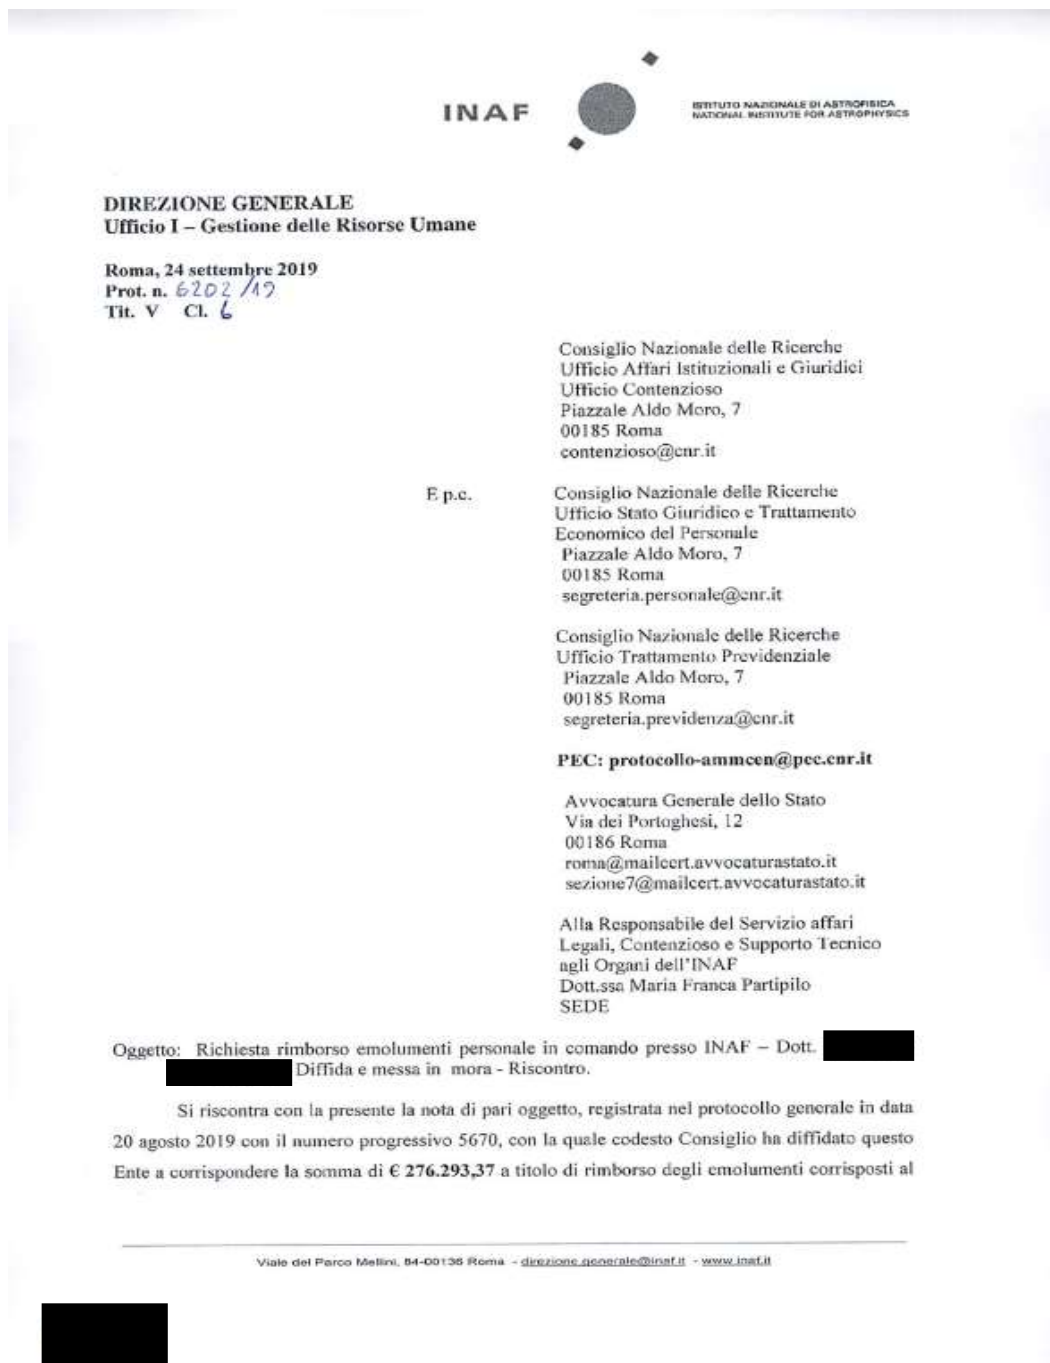 INAF
ISTITUTO NAZIONALE DI ASTROFISICA
NATIONAL INSTITUTE FOR ASTROPHYSICS
DIREZIONE GENERALE
Ufficio I – Gestione delle Risorse Umane
Roma, 24 settembre 2019
Prot. n. 6202/19
Tit. V Cl. 6
Consiglio Nazionale delle Ricerche
Ufficio Affari Istituzionali e Giuridici
Ufficio Contenzioso
Piazzale Aldo Moro, 7
00185 Roma
contenzioso@cnr.it
E p.c. Consiglio Nazionale delle Ricerche
Ufficio Stato Giuridico e Trattamento
Economico del Personale
Piazzale Aldo Moro, 7
00185 Roma
segreteria.personale@cnr.it
Consiglio Nazionale delle Ricerche
Ufficio Trattamento Previdenziale
Piazzale Aldo Moro, 7
00185 Roma
segreteria.previdenza@cnr.it
PEC: protocollo-ammcen@pec.cnr.it
Avvocatura Generale dello Stato
Via dei Portoghesi, 12
00186 Roma
roma@mailcert.avvocaturastato.it
sezione7@mailcert.avvocaturastato.it
Alla Responsabile del Servizio affari
Legali, Contenzioso e Supporto Tecnico
agli Organi dell'INAF
Dott.ssa Maria Franca Partipilo
SEDE
Oggetto: Richiesta rimborso emolumenti personale in comando presso INAF – Dott.
Diffida e messa in mora - Riscontro.
Si riscontra con la presente la nota di pari oggetto, registrata nel protocollo generale in data
20 agosto 2019 con il numero progressivo 5670, con la quale codesto Consiglio ha diffidato questo
Ente a corrispondere la somma di € 276.293,37 a titolo di rimborso degli emolumenti corrisposti al
Viale del Parco Mellini, 84-00136 Roma - direzione.generale@inaf.it - www.inaf.it